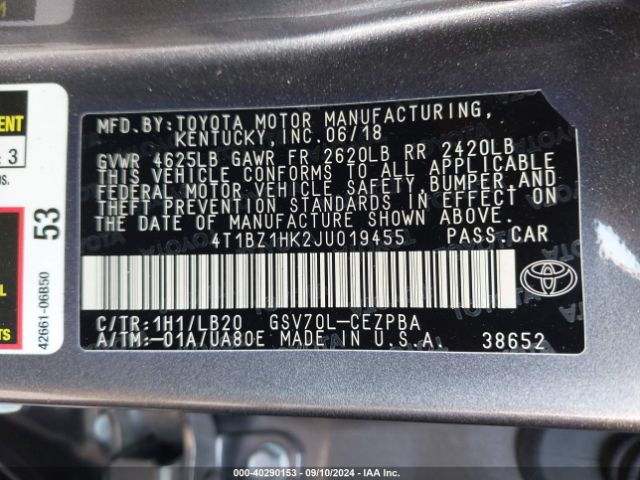 MFD.BY:TOYOTA MOTOR MANUFACTURING,
KENTUCKY, INC. 06/18
GVWR 4625LB GAWR FR 2620LB RR 2420LB
THIS VEHICLE CONFORMS TO ALL APPLICABLE
FEDERAL MOTOR VEHICLE SAFETY, BUMPER, AND
THEFT PREVENTION STANDARDS IN EFFECT ON
THE DATE OF MANUFACTURE SHOWN ABOVE.
4T1BZ1HK2JU019455 PASS.CAR
C/TR:1H1/LB20 GSV70L-CEZPBA
A/TM:-01A/UA80E MADE IN U.S.A. 38652
TOYOTA
53
42661-06B50
3
000-40290153 - 09/10/2024 - IAA Inc.